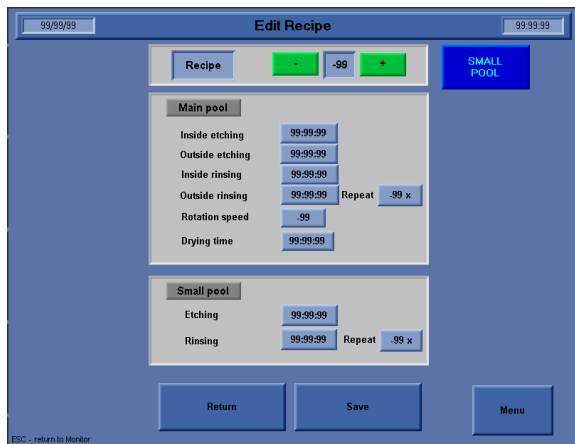 99/99/99 Edit Recipe 99:99:99
Recipe - -99 + SMALL
POOL
Main pool
Inside etching 99:99:99
Outside etching 99:99:99
Inside rinsing 99:99:99
Outside rinsing 99:99:99 Repeat -99 x
Rotation speed -99
Drying time 99:99:99
Small pool
Etching 99:99:99
Rinsing 99:99:99 Repeat -99 x
Return Save Menu
ESC - return to Monitor